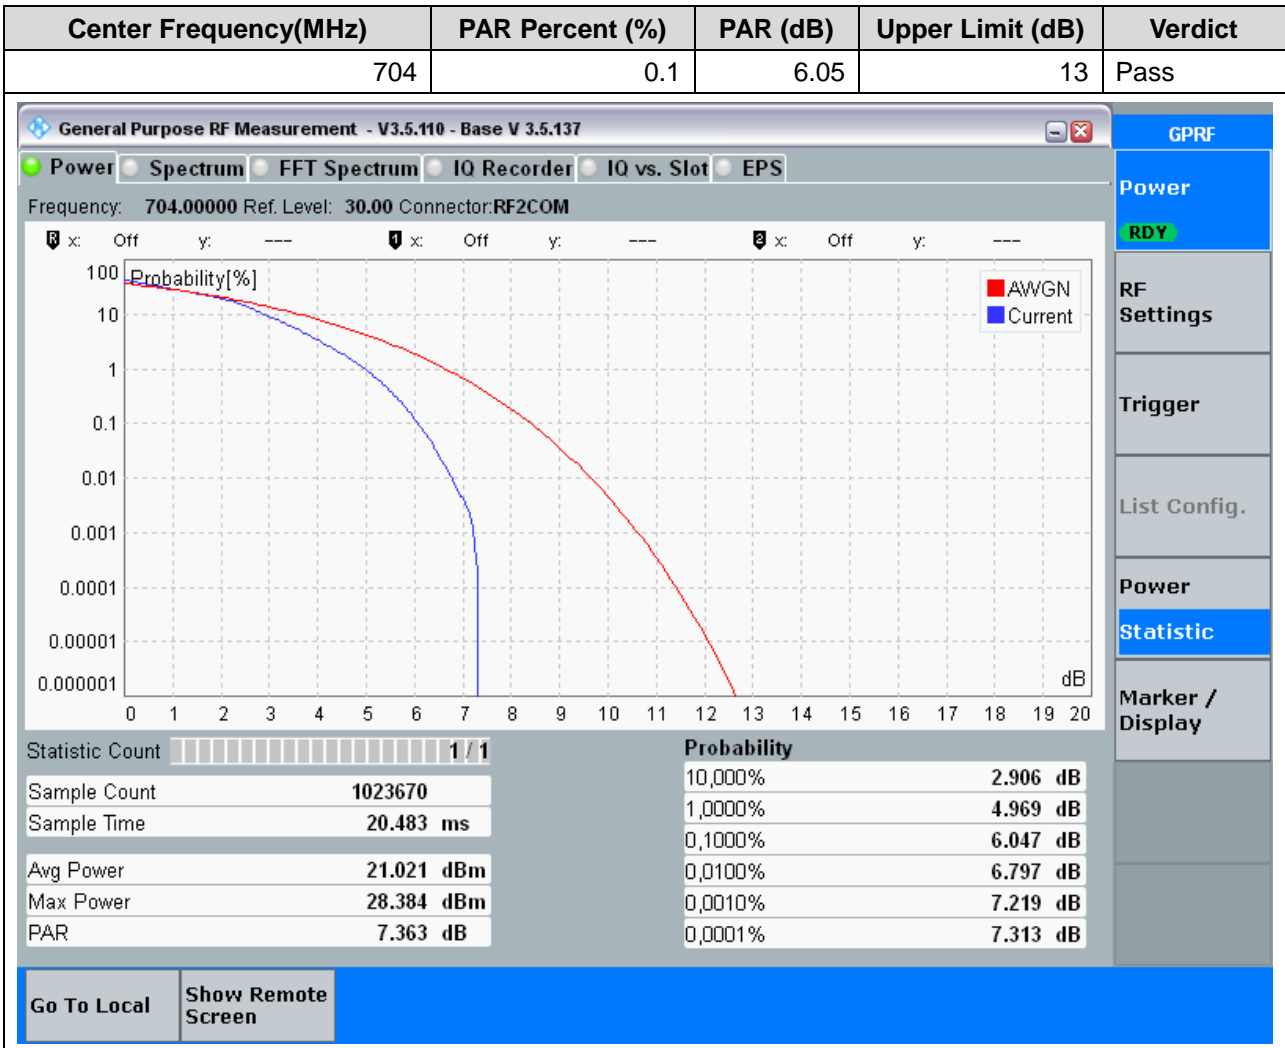 Center Frequency(MHz) PAR Percent (%) PAR (dB) Upper Limit (dB) Verdict
704 0.1 6.05 13 Pass
General Purpose RF Measurement - V3.5.110 - Base V 3.5.137
GPRF
Power Spectrum FFT Spectrum IQ Recorder IQ vs. Slot EPS
Frequency: 704.00000 Ref. Level: 30.00 Connector:RF2COM
R x: Off y: --- 1 x: Off y: --- 2 x: Off y: ---
Probability[%]
AWGN
Current
100
10
1
0.1
0.01
0.001
0.0001
0.00001
0.000001
dB
0 1 2 3 4 5 6 7 8 9 10 11 12 13 14 15 16 17 18 19 20
Statistic Count 1 / 1
Sample Count 1023670
Sample Time 20.483 ms
Avg Power 21.021 dBm
Max Power 28.384 dBm
PAR 7.363 dB
Probability
10,000% 2.906 dB
1,0000% 4.969 dB
0,1000% 6.047 dB
0,0100% 6.797 dB
0,0010% 7.219 dB
0,0001% 7.313 dB
Power
RDY
RF
Settings
Trigger
List Config.
Power
Statistic
Marker /
Display
Go To Local
Show Remote
Screen